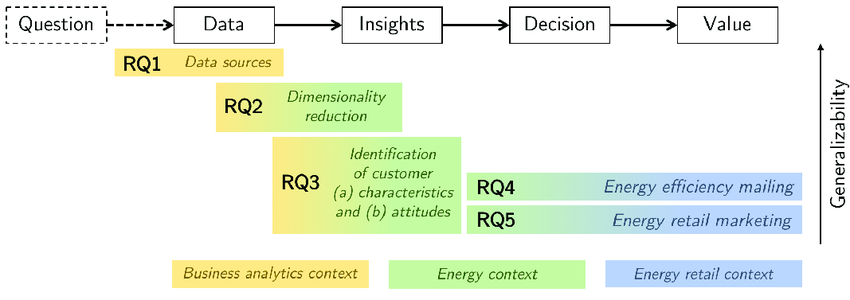 Question
Data
Insights
Decision
Value
RQ1 Data sources
RQ2 Dimensionality
reduction
RQ3 Identification
of customer
(a) characteristics
and (b) attitudes
RQ4 Energy efficiency mailing
RQ5 Energy retail marketing
Generalizability
Business analytics context
Energy context
Energy retail context